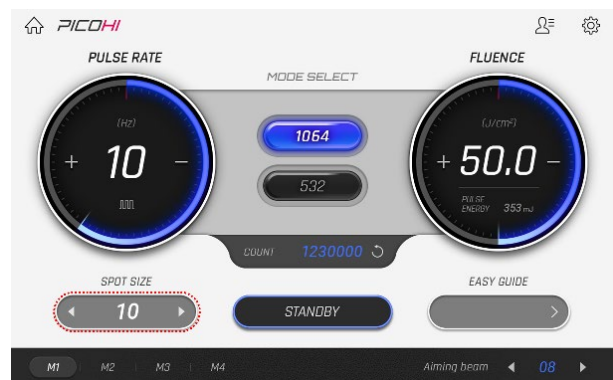 PICOHI
PULSE RATE
MODE SELECT
FLUENCE
(Hz)
+ 10 -
1064
532
(J/cm²)
+ 50.0 -
PULSE ENERGY 353 mJ
COUNT 1230000
SPOT SIZE
10
STANDBY
EASY GUIDE
M1 M2 M3 M4
Aiming beam 08